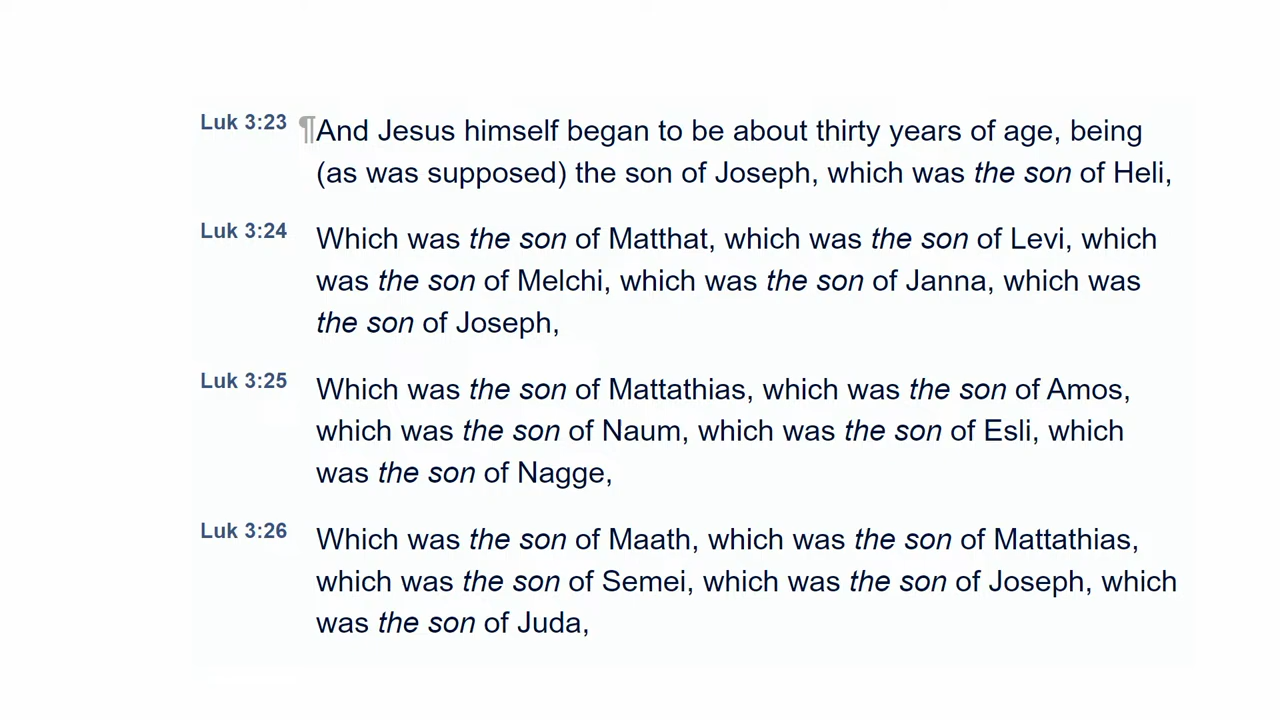 Luk 3:23 ¶And Jesus himself began to be about thirty years of age, being
(as was supposed) the son of Joseph, which was the son of Heli,
Luk 3:24 Which was the son of Matthat, which was the son of Levi, which
was the son of Melchi, which was the son of Janna, which was
the son of Joseph,
Luk 3:25 Which was the son of Mattathias, which was the son of Amos,
which was the son of Naum, which was the son of Esli, which
was the son of Nagge,
Luk 3:26 Which was the son of Maath, which was the son of Mattathias,
which was the son of Semei, which was the son of Joseph, which
was the son of Juda,